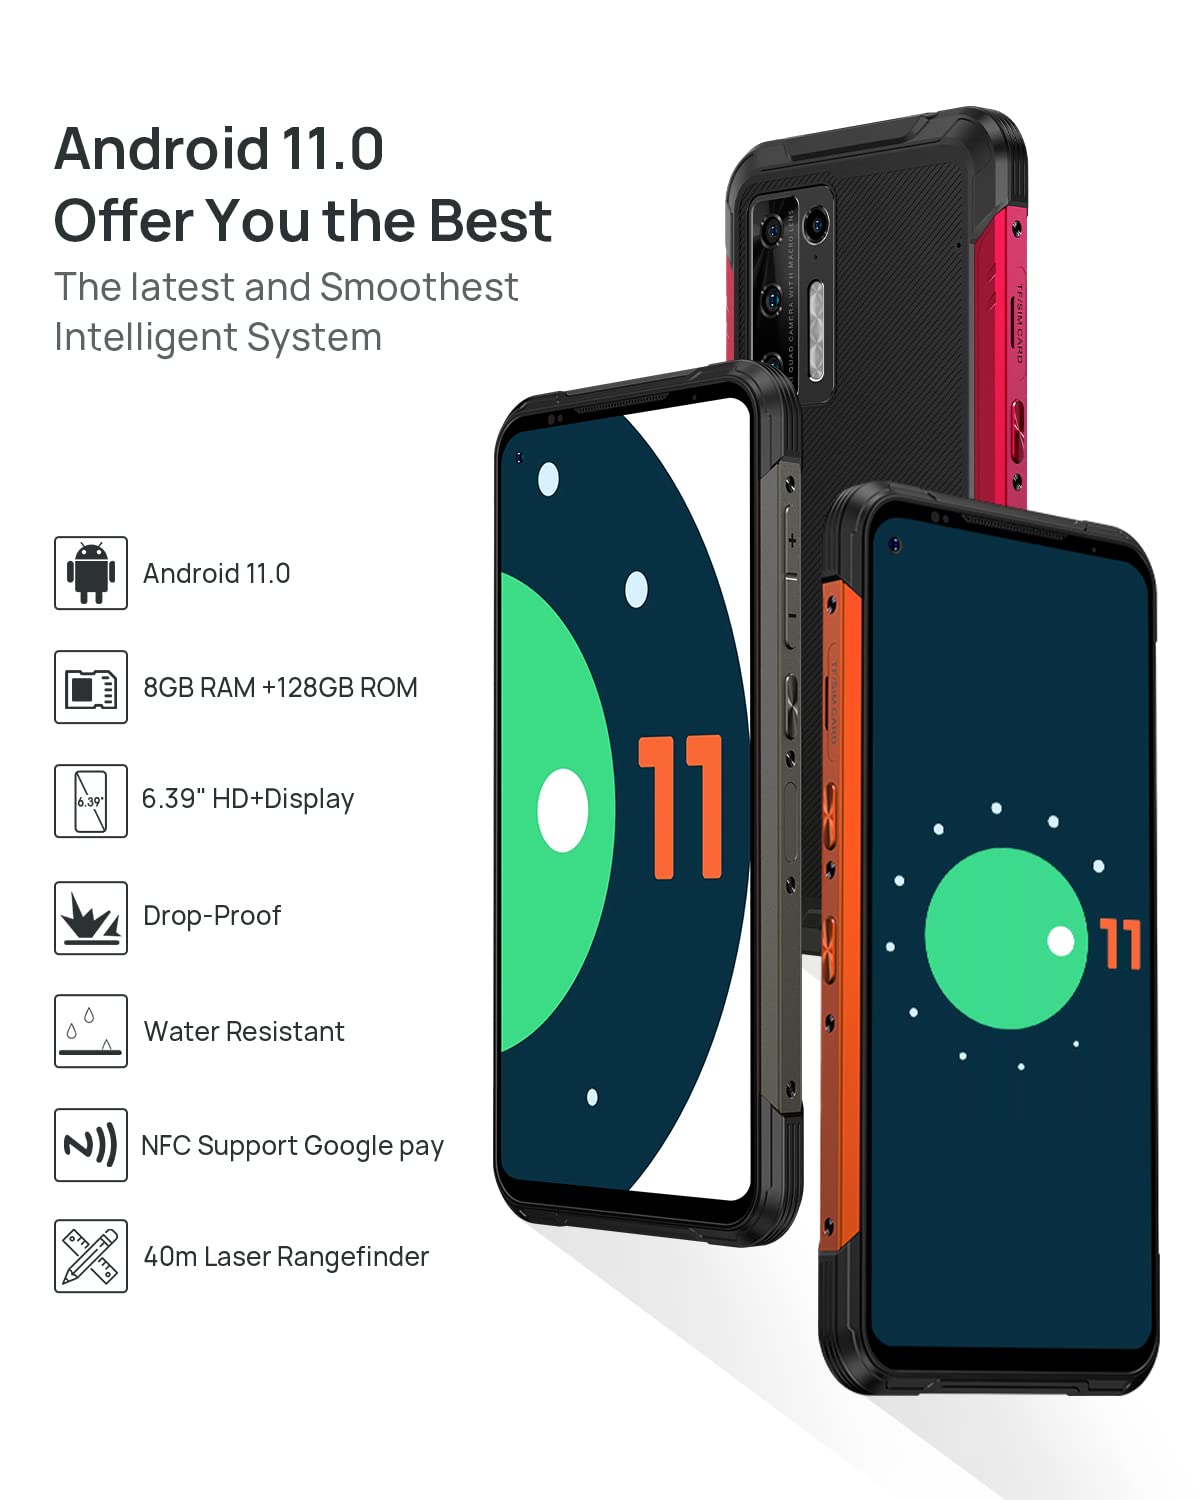 Android 11.0
Offer You the Best
The latest and Smoothest
Intelligent System
Android 11.0
8GB RAM +128GB ROM
6.39" HD+Display
6.39"
Drop-Proof
Water Resistant
NFC Support Google pay
40m Laser Rangefinder
QUAD CAMERA WITH MACRO LENS
TF/SIM CARD
11
TF/SIM CARD
11